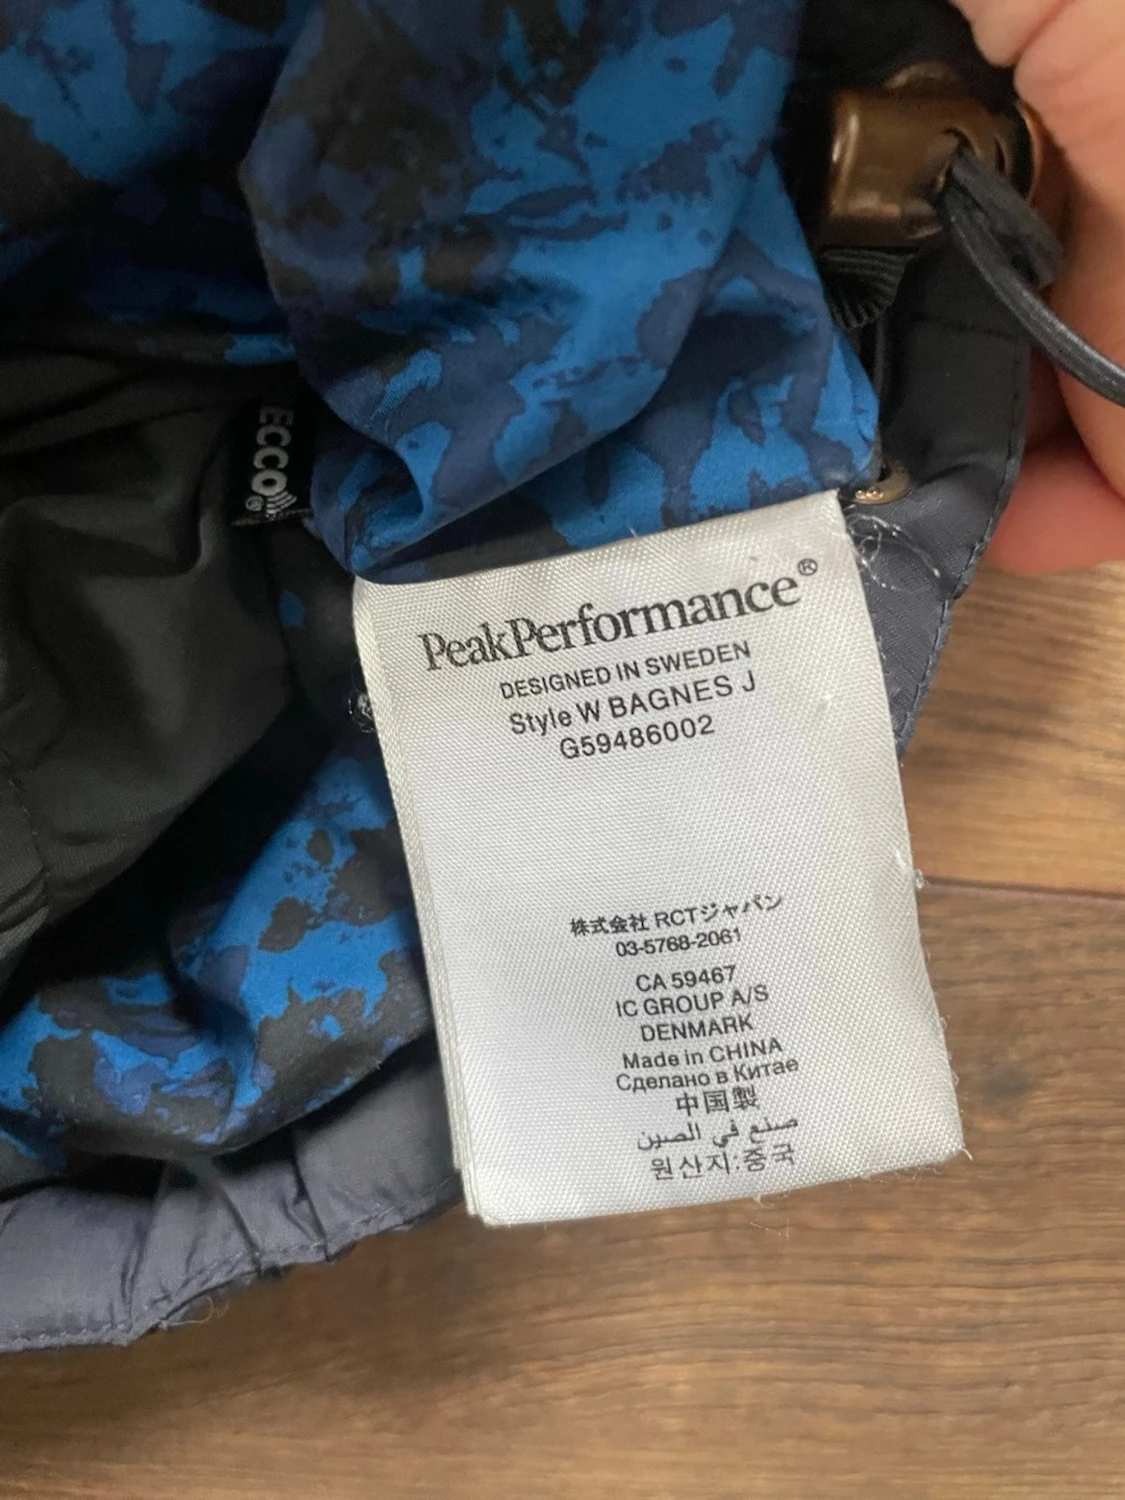 RECCO®
PeakPerformance®
DESIGNED IN SWEDEN
Style W BAGNES J
G59486002
株式会社 RCTジャパン
03-5768-2061
CA 59467
IC GROUP A/S
DENMARK
Made in CHINA
Сделано в Китае
中国製
صنع في الصين
원산지:중국